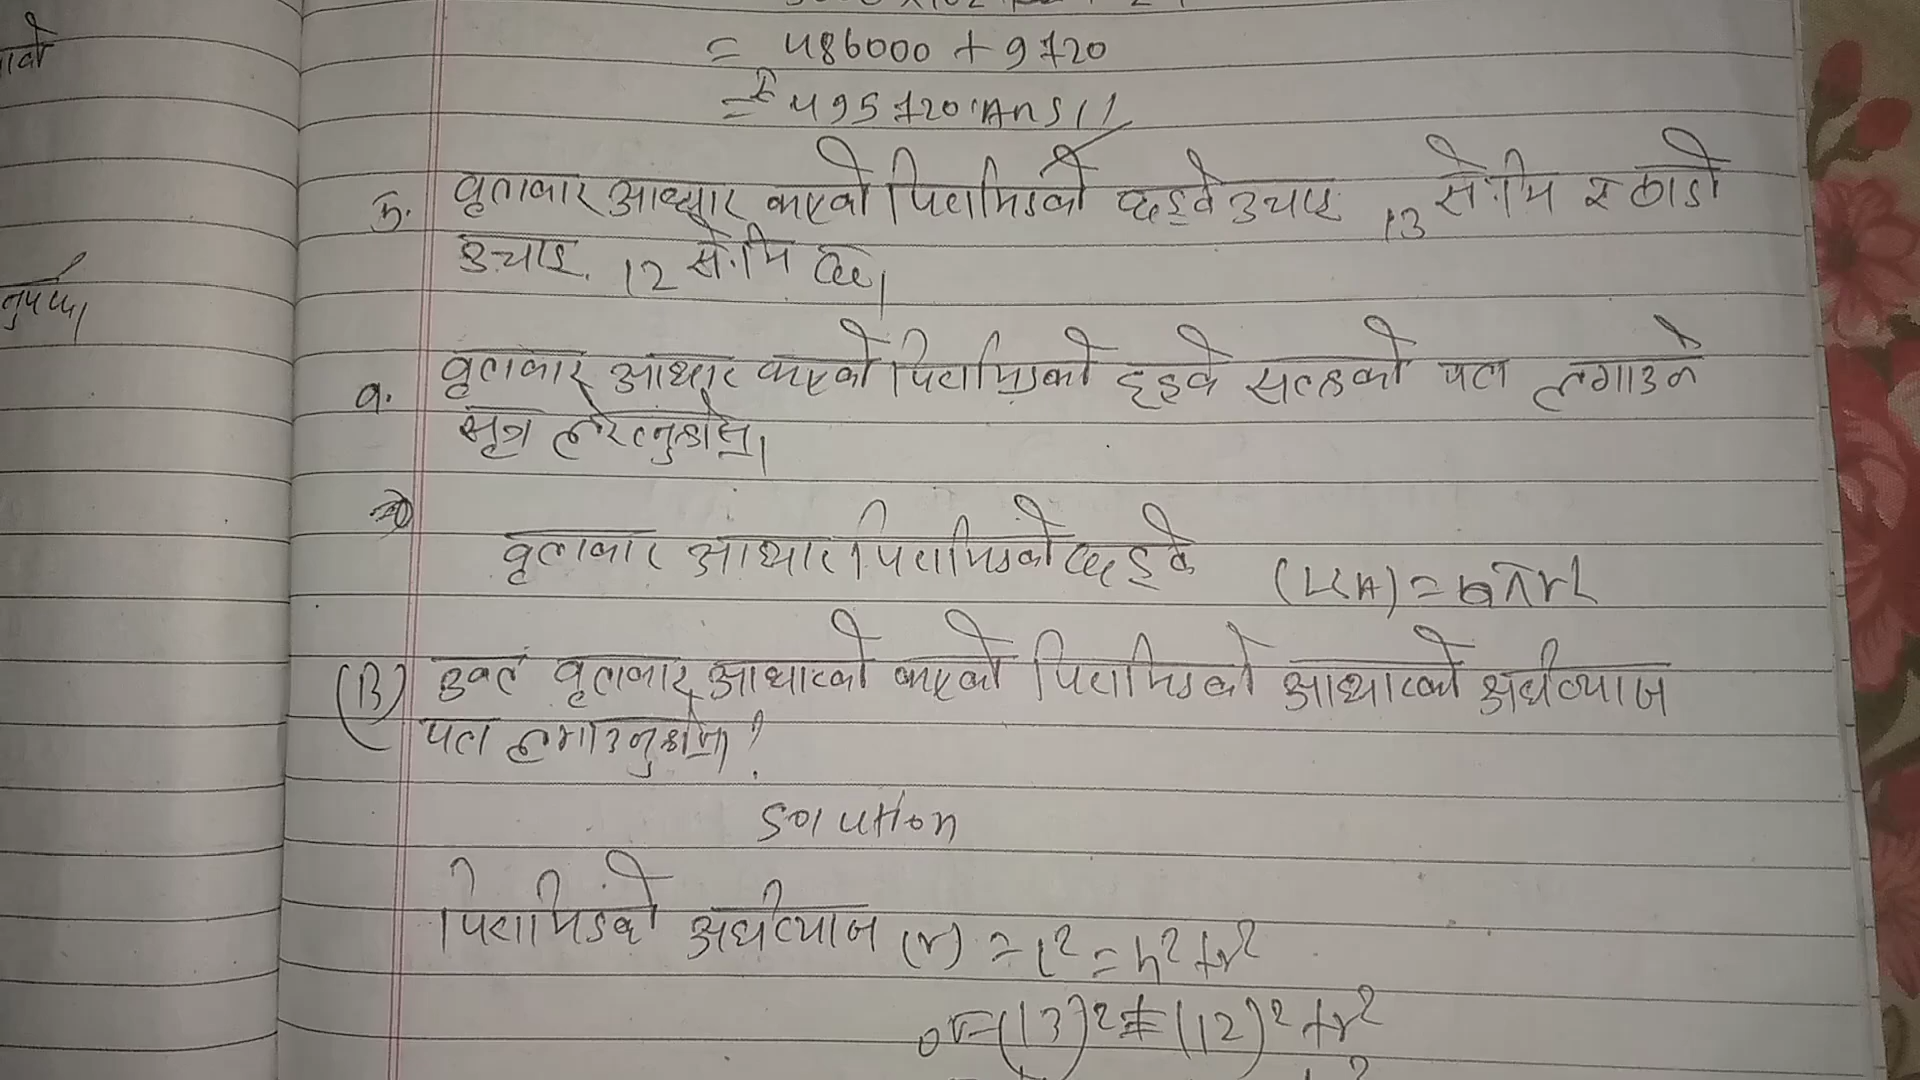 = 486000 + 9720
= ₹ 495720 Ans //
5. वृताकार आधार भएको पिरामिडको छड्के उचाइ 13 से.मि र ठाडो
उचाइ 12 से.मि छ।
a. वृताकार आधार भएको पिरामिडको छड्के सतहको पता लगाउने
सूत्र लेख्नुहोस्।
→
वृताकार आधार पिरामिडको छड्के (LSA) = πrl
(B) उक्त वृताकार आधारको भएको पिरामिडको आधारको अर्धव्यास
पता लगाउनुहोस्?
Solution
पिरामिडको अर्धव्यास (r) = l² = h² + r²
or (13)² = (12)² + r²